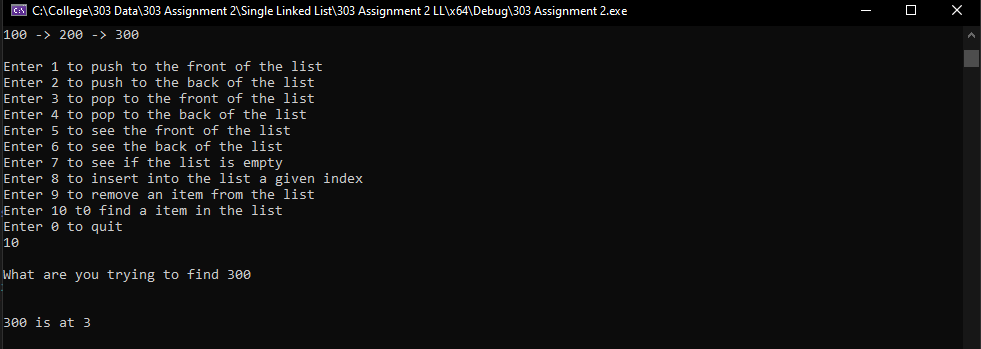 C:\College\303 Data\303 Assignment 2\Single Linked List\303 Assignment 2 LL\x64\Debug\303 Assignment 2.exe
100 -> 200 -> 300
Enter 1 to push to the front of the list
Enter 2 to push to the back of the list
Enter 3 to pop to the front of the list
Enter 4 to pop to the back of the list
Enter 5 to see the front of the list
Enter 6 to see the back of the list
Enter 7 to see if the list is empty
Enter 8 to insert into the list a given index
Enter 9 to remove an item from the list
Enter 10 t0 find a item in the list
Enter 0 to quit
10
What are you trying to find 300
300 is at 3